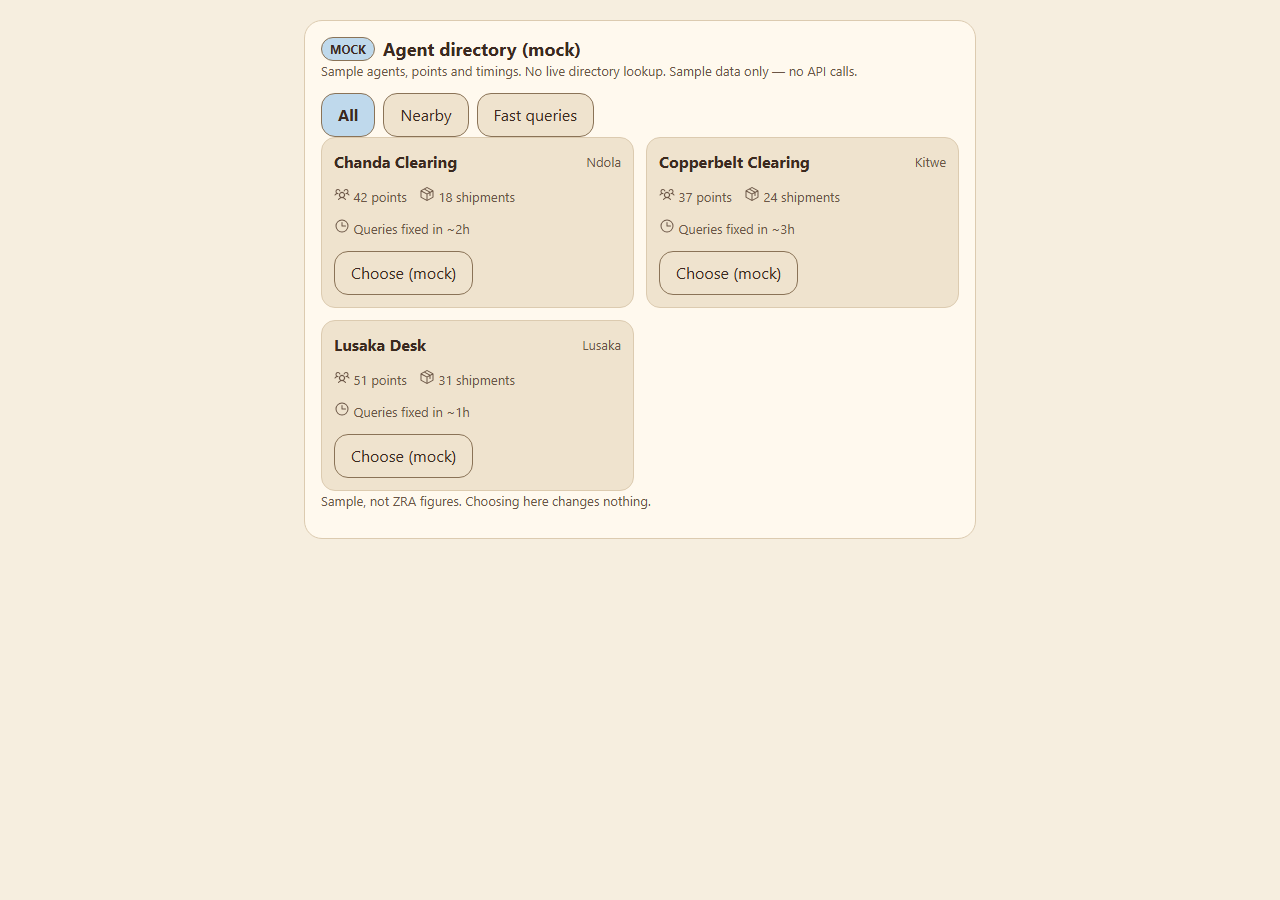 MOCK Agent directory (mock)
Sample agents, points and timings. No live directory lookup. Sample data only — no API calls.
All Nearby Fast queries
Chanda Clearing Ndola
42 points 18 shipments
Queries fixed in ~2h
Choose (mock)
Copperbelt Clearing Kitwe
37 points 24 shipments
Queries fixed in ~3h
Choose (mock)
Lusaka Desk Lusaka
51 points 31 shipments
Queries fixed in ~1h
Choose (mock)
Sample, not ZRA figures. Choosing here changes nothing.